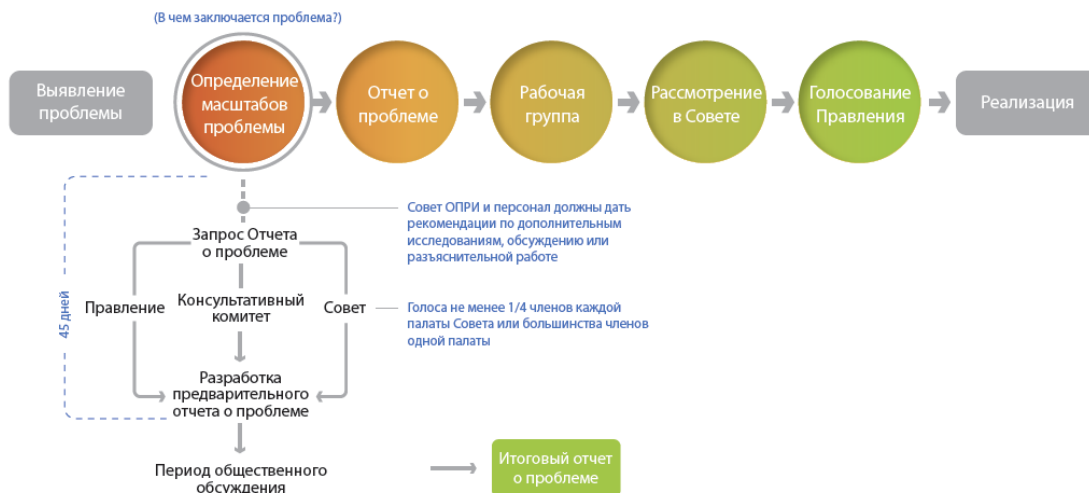 (В чем заключается проблема?)
Выявление
проблемы
Определение
масштабов
проблемы
Отчет о
проблеме
Рабочая
группа
Рассмотрение
в Совете
Голосование
Правления
Реализация
Совет ОПРИ и персонал должны дать
рекомендации по дополнительным
исследованиям, обсуждению или
разъяснительной работе
Запрос Отчета
о проблеме
45 дней
Правление
Консультативный
комитет
Совет
Голоса не менее 1/4 членов каждой
палаты Совета или большинства членов
одной палаты
Разработка
предварительного
отчета о проблеме
Период общественного
обсуждения
Итоговый отчет
о проблеме